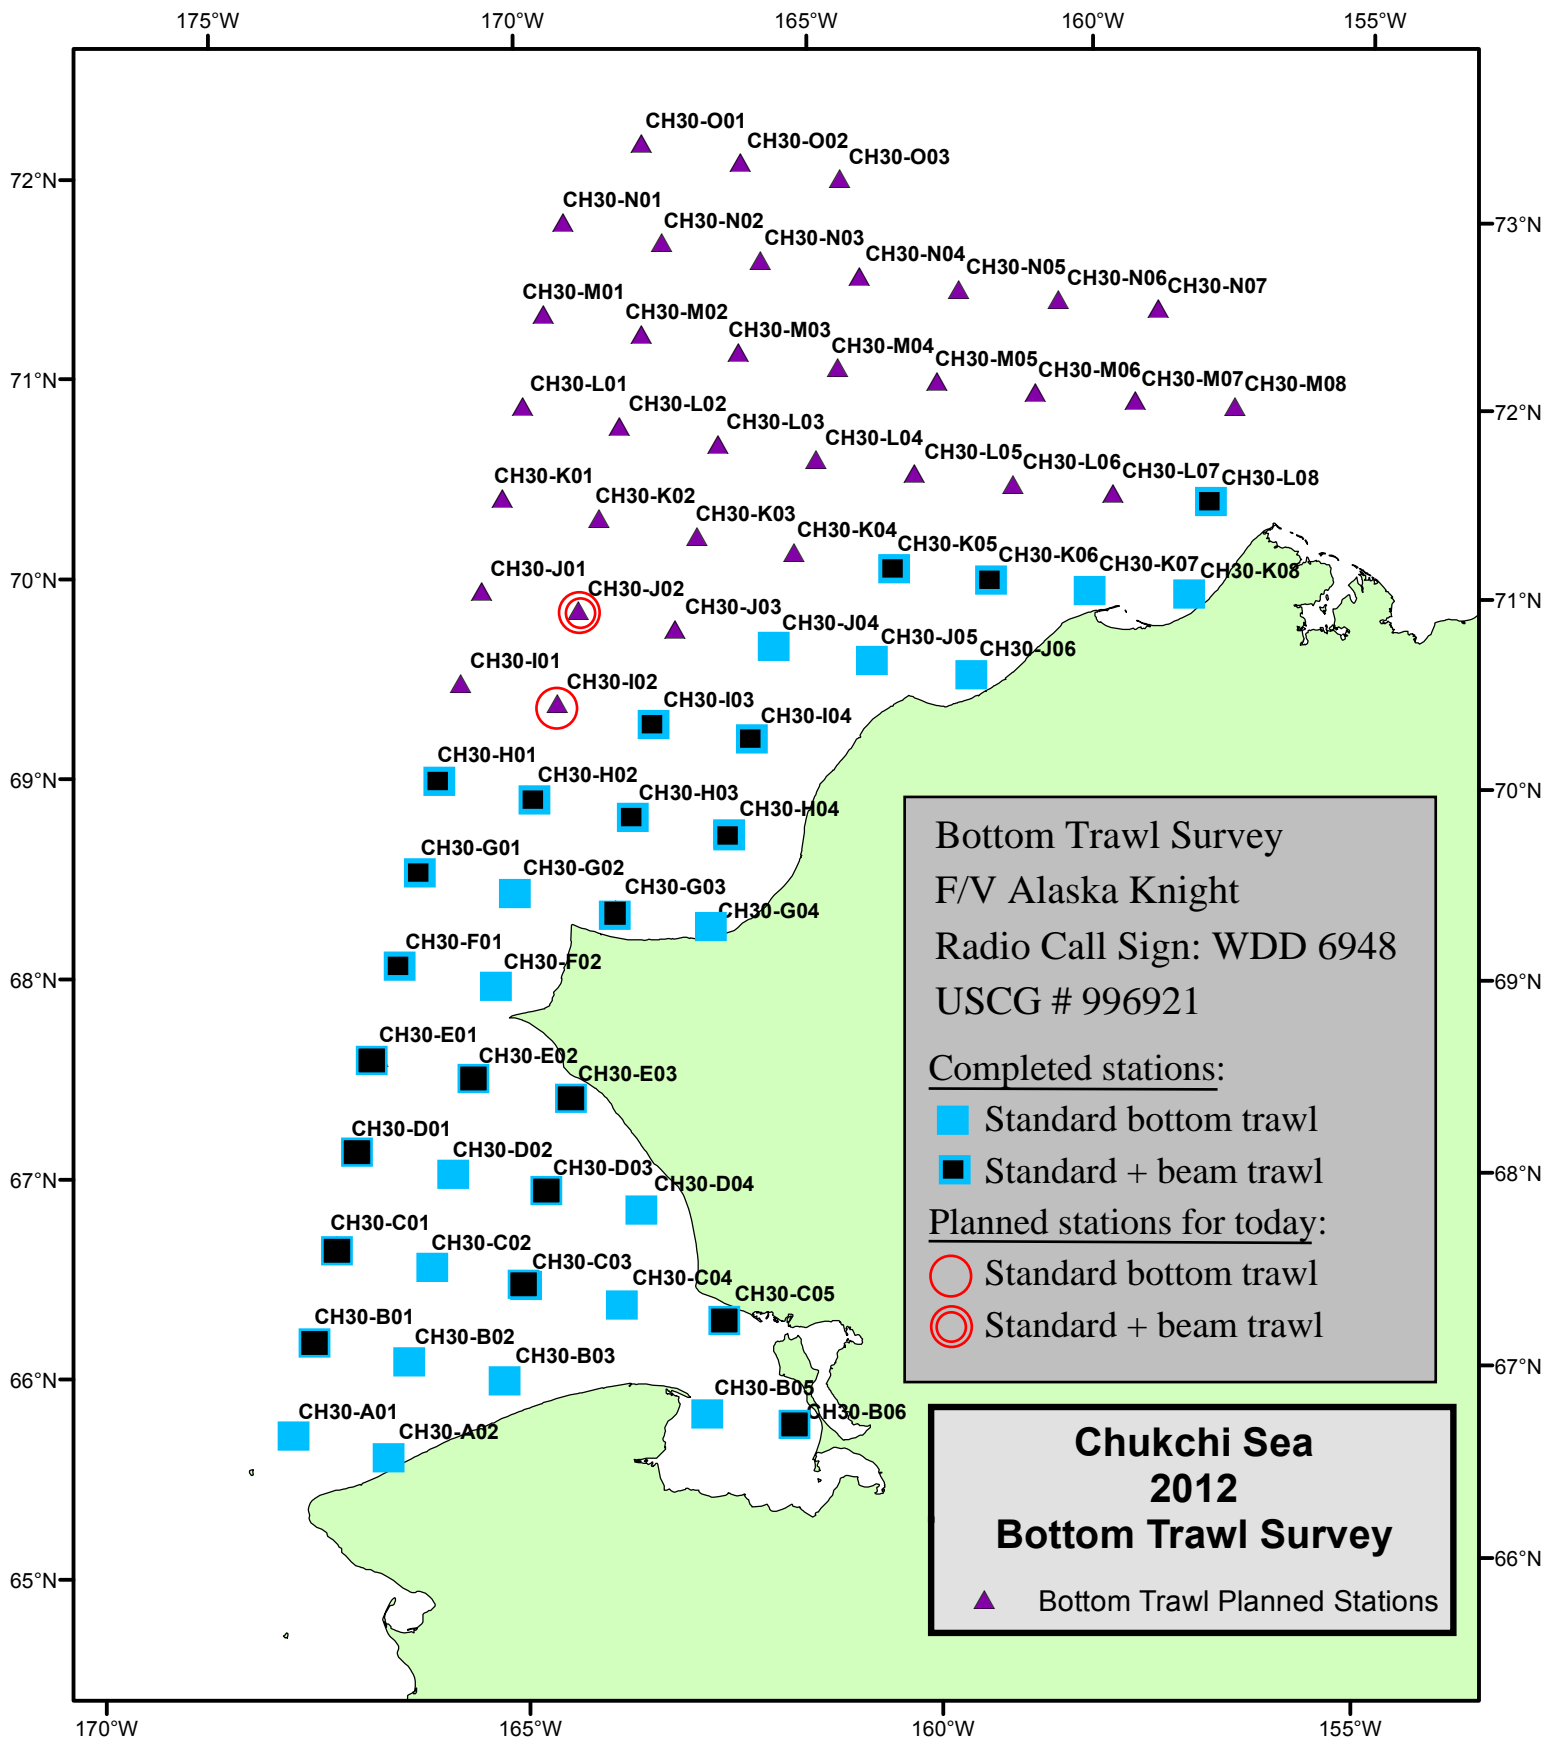 175°W
170°W
165°W
160°W
155°W
CH30-O01
CH30-O02
CH30-O03
72°N
CH30-N01
CH30-N02
CH30-N03
CH30-N04
CH30-N05
CH30-N06
CH30-N07
73°N
CH30-M01
CH30-M02
CH30-M03
CH30-M04
CH30-M05
CH30-M06
CH30-M07
CH30-M08
71°N
72°N
CH30-L01
CH30-L02
CH30-L03
CH30-L04
CH30-L05
CH30-L06
CH30-L07
CH30-L08
CH30-K01
CH30-K02
CH30-K03
CH30-K04
CH30-K05
CH30-K06
CH30-K07
CH30-K08
70°N
71°N
CH30-J01
CH30-J02
CH30-J03
CH30-J04
CH30-J05
CH30-J06
CH30-I01
CH30-I02
CH30-I03
CH30-I04
69°N
70°N
CH30-H01
CH30-H02
CH30-H03
CH30-H04
CH30-G01
CH30-G02
CH30-G03
CH30-G04
CH30-F01
CH30-F02
68°N
69°N
CH30-E01
CH30-E02
CH30-E03
CH30-D01
CH30-D02
CH30-D03
CH30-D04
67°N
68°N
CH30-C01
CH30-C02
CH30-C03
CH30-C04
CH30-C05
CH30-B01
CH30-B02
CH30-B03
CH30-B05
CH30-B06
66°N
67°N
CH30-A01
CH30-A02
65°N
66°N
Bottom Trawl Survey
F/V Alaska Knight
Radio Call Sign: WDD 6948
USCG # 996921
Completed stations:
Standard bottom trawl
Standard + beam trawl
Planned stations for today:
Standard bottom trawl
Standard + beam trawl
Chukchi Sea
2012
Bottom Trawl Survey
Bottom Trawl Planned Stations
170°W
165°W
160°W
155°W